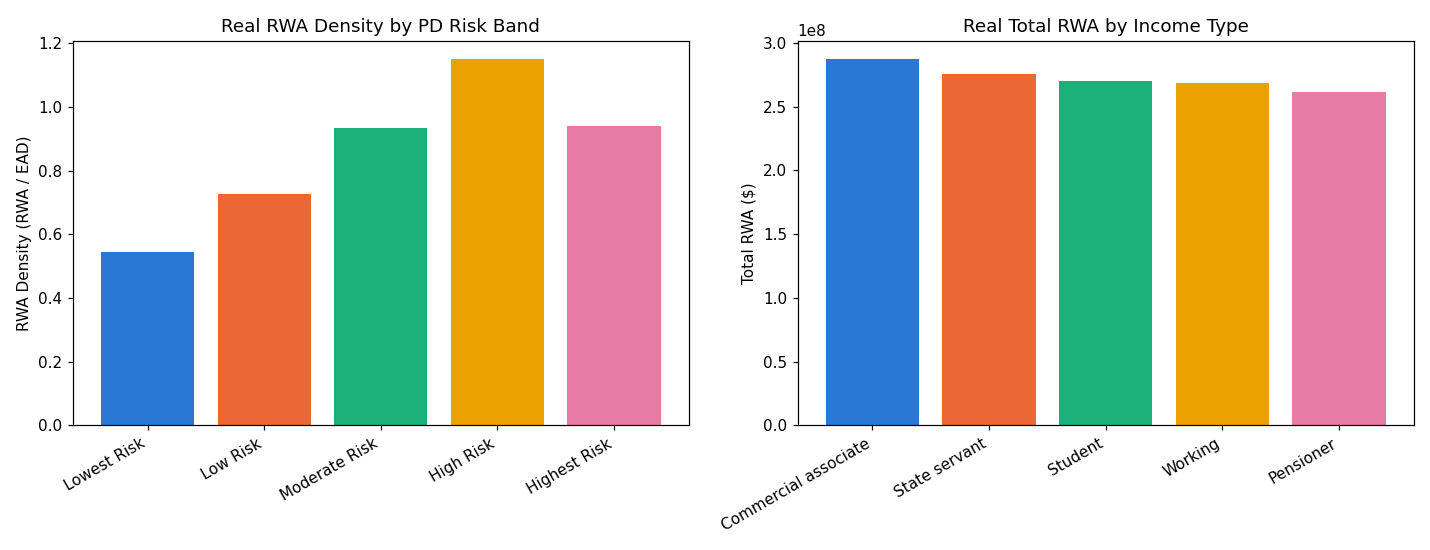 Real RWA Density by PD Risk Band
RWA Density (RWA / EAD)
1.2
1.0
0.8
0.6
0.4
0.2
0.0
Lowest Risk
Low Risk
Moderate Risk
High Risk
Highest Risk
Real Total RWA by Income Type
1e8
Total RWA ($)
3.0
2.5
2.0
1.5
1.0
0.5
0.0
Commercial associate
State servant
Student
Working
Pensioner